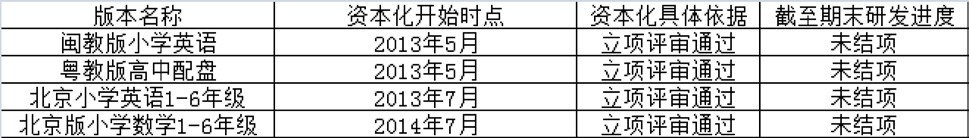 版本名称 资本化开始时点 资本化具体依据 截至期末研发进度
闽教版小学英语 2013年5月 立项评审通过 未结项
粤教版高中配盘 2013年5月 立项评审通过 未结项
北京小学英语1-6年级 2013年7月 立项评审通过 未结项
北京版小学数学1-6年级 2014年7月 立项评审通过 未结项